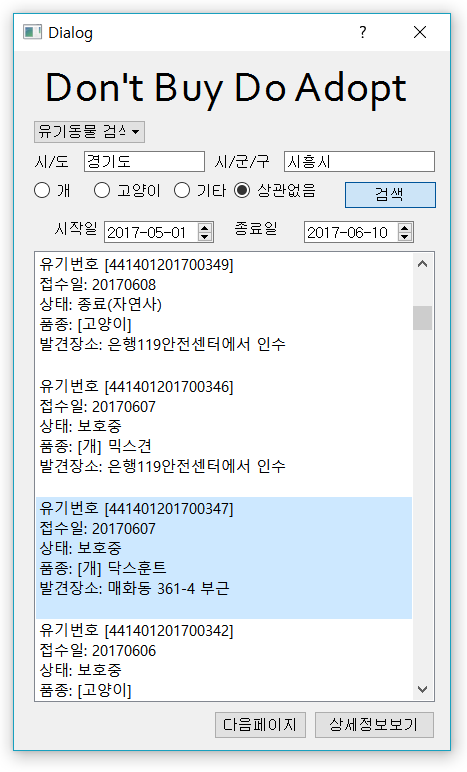 Dialog
Don't Buy Do Adopt
유기동물 검색
시/도 경기도 시/군/구 시흥시
개 고양이 기타 상관없음 검색
시작일 2017-05-01 종료일 2017-06-10
유기번호 [441401201700349]
접수일: 20170608
상태: 종료(자연사)
품종: [고양이]
발견장소: 은행119안전센터에서 인수
유기번호 [441401201700346]
접수일: 20170607
상태: 보호중
품종: [개] 믹스견
발견장소: 은행119안전센터에서 인수
유기번호 [441401201700347]
접수일: 20170607
상태: 보호중
품종: [개] 닥스훈트
발견장소: 매화동 361-4 부근
유기번호 [441401201700342]
접수일: 20170606
상태: 보호중
품종: [고양이]
다음페이지 상세정보보기